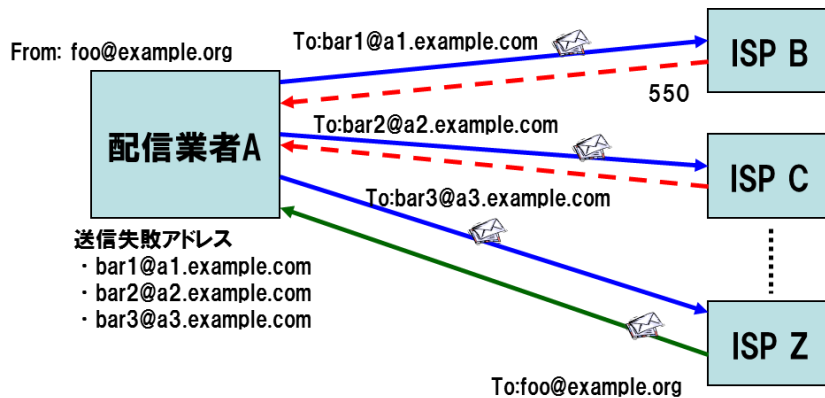 From: foo@example.org
To:bar1@a1.example.com
ISP B
550
配信業者A
To:bar2@a2.example.com
ISP C
To:bar3@a3.example.com
送信失敗アドレス
・bar1@a1.example.com
・bar2@a2.example.com
・bar3@a3.example.com
ISP Z
To:foo@example.org